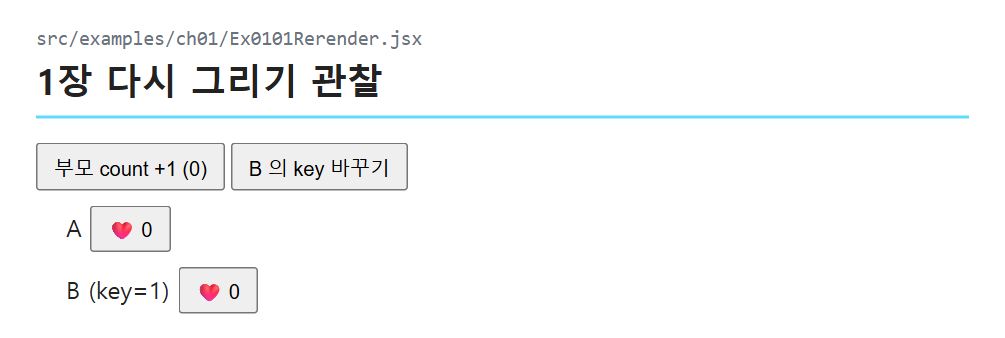 src/examples/ch01/Ex0101Rerender.jsx
1장 다시 그리기 관찰
부모 count +1 (0) B 의 key 바꾸기
A ❤️ 0
B (key=1) ❤️ 0